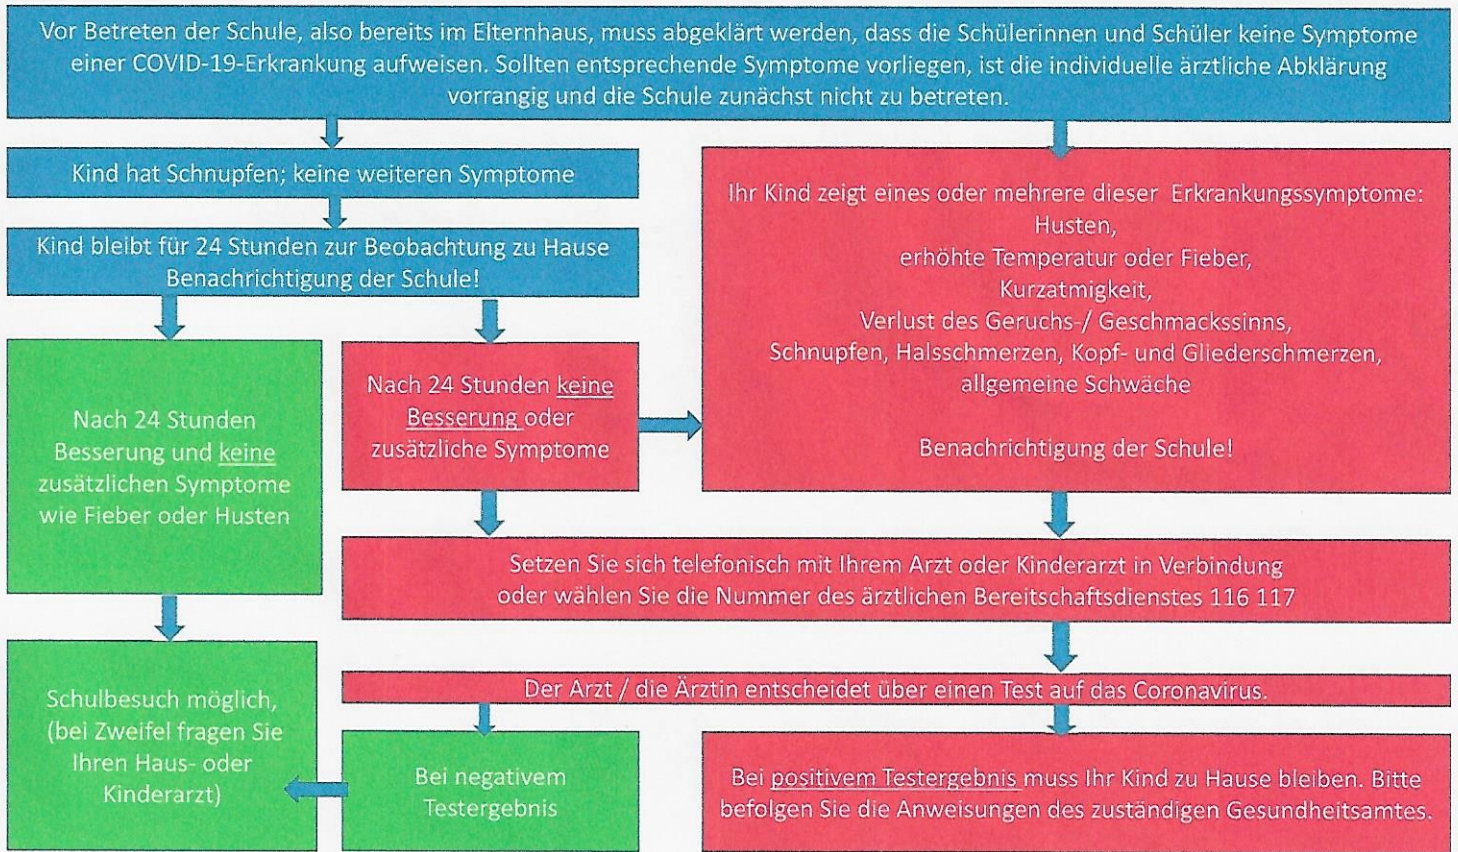 Vor Betreten der Schule, also bereits im Elternhaus, muss abgeklärt werden, dass die Schülerinnen und Schüler keine Symptome
einer COVID-19-Erkrankung aufweisen. Sollten entsprechende Symptome vorliegen, ist die individuelle ärztliche Abklärung
vorrangig und die Schule zunächst nicht zu betreten.
Kind hat Schnupfen; keine weiteren Symptome
Kind bleibt für 24 Stunden zur Beobachtung zu Hause
Benachrichtigung der Schule!
Nach 24 Stunden
Besserung und keine
zusätzlichen Symptome
wie Fieber oder Husten
Nach 24 Stunden keine
Besserung oder
zusätzliche Symptome
Ihr Kind zeigt eines oder mehrere dieser Erkrankungssymptome:
Husten,
erhöhte Temperatur oder Fieber,
Kurzatmigkeit,
Verlust des Geruchs-/ Geschmackssinns,
Schnupfen, Halsschmerzen, Kopf- und Gliederschmerzen,
allgemeine Schwäche
Benachrichtigung der Schule!
Setzen Sie sich telefonisch mit Ihrem Arzt oder Kinderarzt in Verbindung
oder wählen Sie die Nummer des ärztlichen Bereitschaftsdienstes 116 117
Der Arzt / die Ärztin entscheidet über einen Test auf das Coronavirus.
Schulbesuch möglich,
(bei Zweifel fragen Sie
Ihren Haus- oder
Kinderarzt)
Bei negativem
Testergebnis
Bei positivem Testergebnis muss Ihr Kind zu Hause bleiben. Bitte
befolgen Sie die Anweisungen des zuständigen Gesundheitsamtes.